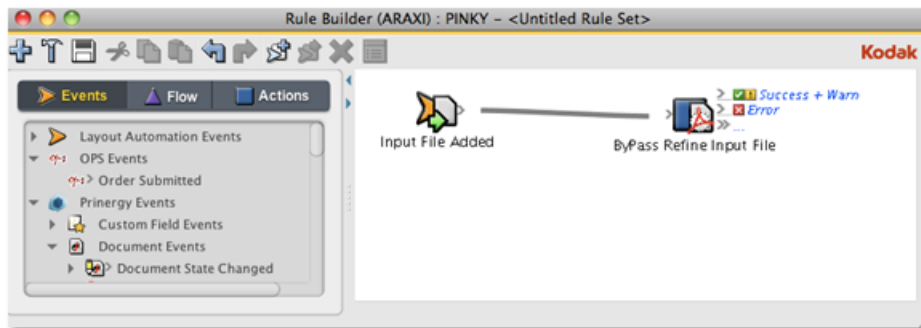 Rule Builder (ARAXI) : PINKY - <Untitled Rule Set>
Kodak
Events
Flow
Actions
Layout Automation Events
OPS Events
Order Submitted
Prinergy Events
Custom Field Events
Document Events
Document State Changed
Input File Added
ByPass Refine Input File
Success + Warn
Error
...